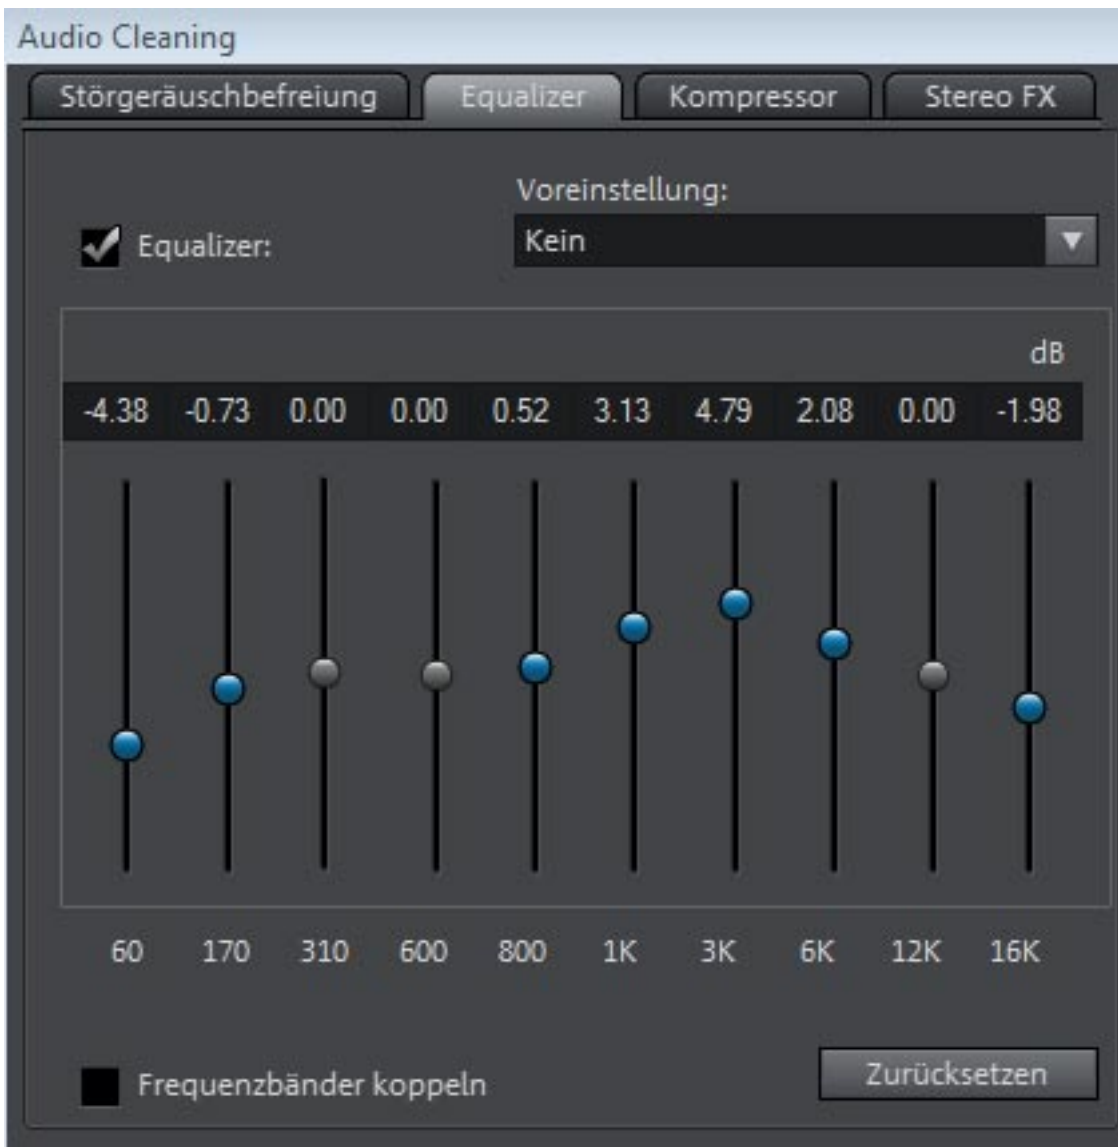 Audio Cleaning
Störgeräuschbefreiung Equalizer Kompressor Stereo FX
Voreinstellung:
Equalizer: Kein
dB
-4.38 -0.73 0.00 0.00 0.52 3.13 4.79 2.08 0.00 -1.98
60 170 310 600 800 1K 3K 6K 12K 16K
Frequenzbänder koppeln Zurücksetzen